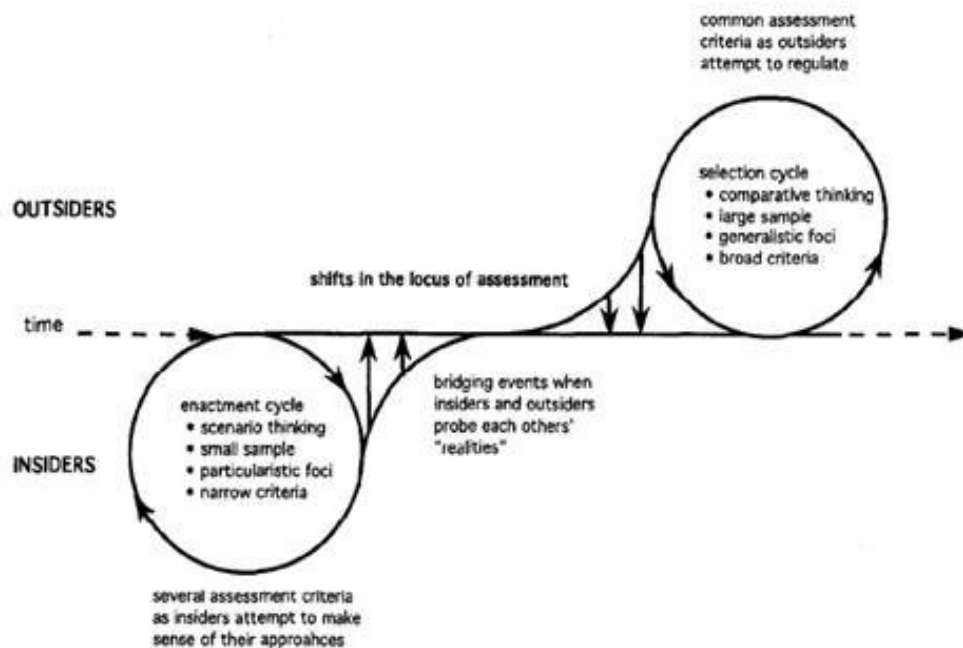 common assessment
criteria as outsiders
attempt to regulate
selection cycle
• comparative thinking
• large sample
• generalistic foci
• broad criteria
OUTSIDERS
shifts in the locus of assessment
time
bridging events when
insiders and outsiders
probe each others'
"realities"
enactment cycle
• scenario thinking
• small sample
• particularistic foci
• narrow criteria
INSIDERS
several assessment criteria
as insiders attempt to make
sense of their approahces